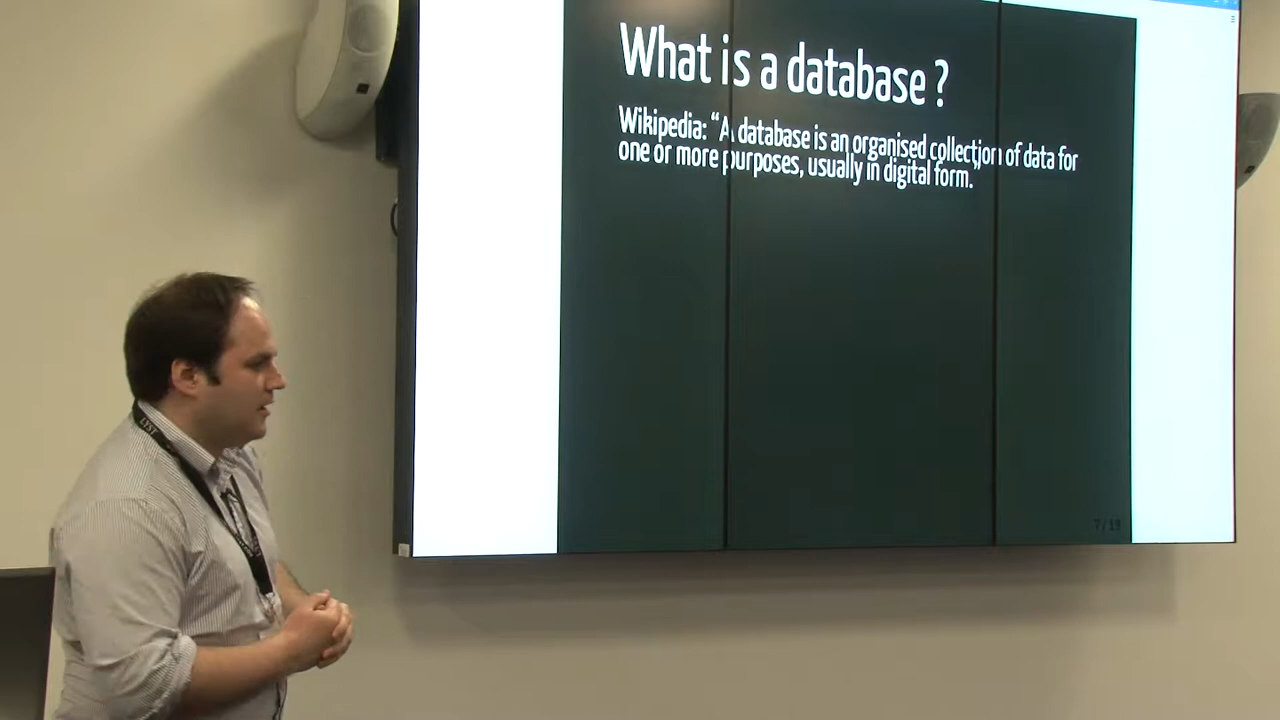 What is a database ?
Wikipedia: “A database is an organised collection of data for
one or more purposes, usually in digital form.”
7 / 19
LYST